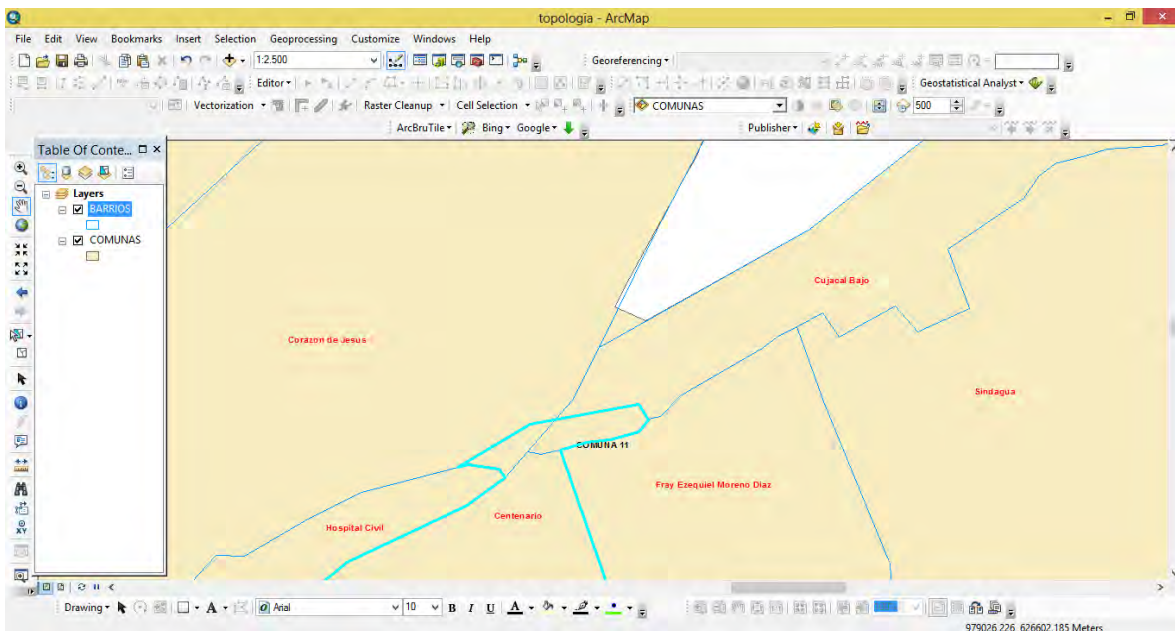 topologia - ArcMap
File Edit View Bookmarks Insert Selection Geoprocessing Customize Windows Help
1:2.500 Georeferencing
Editor Geostatistical Analyst
Vectorization Raster Cleanup Cell Selection COMUNAS 500
ArcBruTile Bing Google Publisher
Table Of Conte...
Layers
BARRIOS
COMUNAS
Cujacal Bajo
Corazon de Jesus
Sindagua
COMUNA 11
Fray Ezequiel Moreno Diaz
Centenario
Hospital Civil
Drawing A Arial 10 B I U A
979026,226 626602,185 Meters